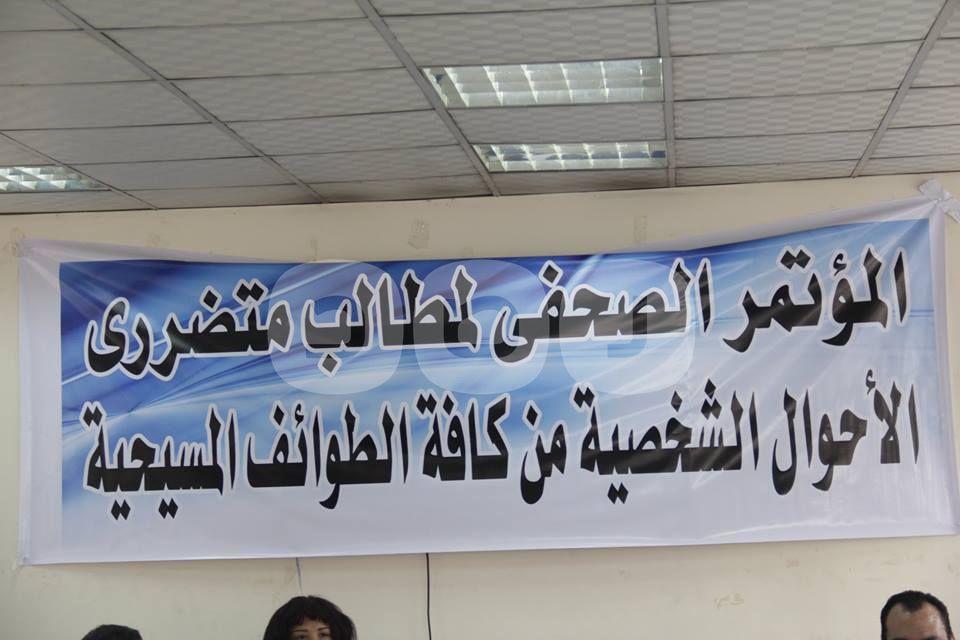 المؤتمر الصحفى لمطالب متضررى
الأحوال الشخصية من كافة الطوائف المسيحية